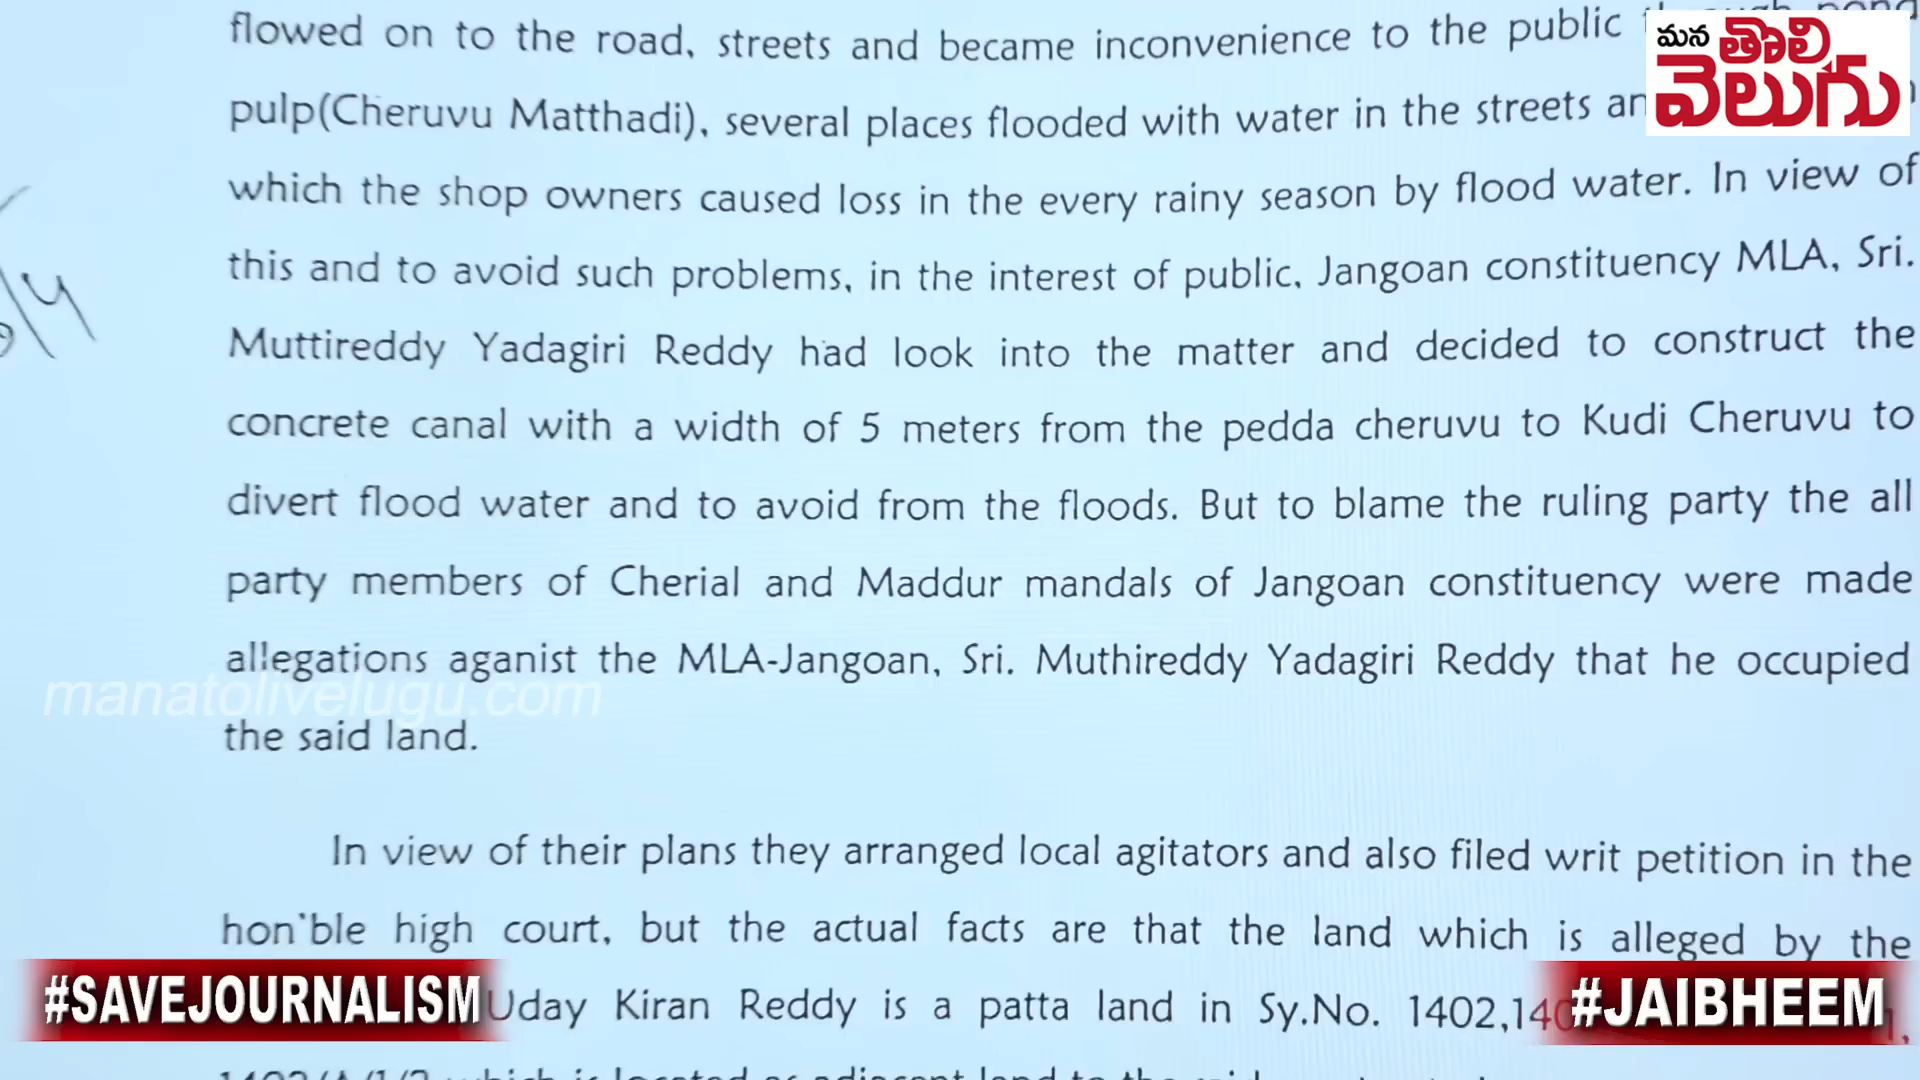 flowed on to the road, streets and became inconvenience to the public through pond
pulp(Cheruvu Matthadi), several places flooded with water in the streets
which the shop owners caused loss in the every rainy season by flood water. In view of
this and to avoid such problems, in the interest of public, Jangoan constituency MLA, Sri.
Muttireddy Yadagiri Reddy had look into the matter and decided to construct the
concrete canal with a width of 5 meters from the pedda cheruvu to Kudi Cheruvu to
divert flood water and to avoid from the floods. But to blame the ruling party the all
party members of Cherial and Maddur mandals of Jangoan constituency were made
allegations aganist the MLA-Jangoan, Sri. Muthireddy Yadagiri Reddy that he occupied
the said land.
In view of their plans they arranged local agitators and also filed writ petition in the
hon'ble high court, but the actual facts are that the land which is alleged by the
Uday Kiran Reddy is a patta land in Sy.No. 1402,
మన తొలి వెలుగు
manatolivelugu.com
#SAVEJOURNALISM
#JAIBHEEM